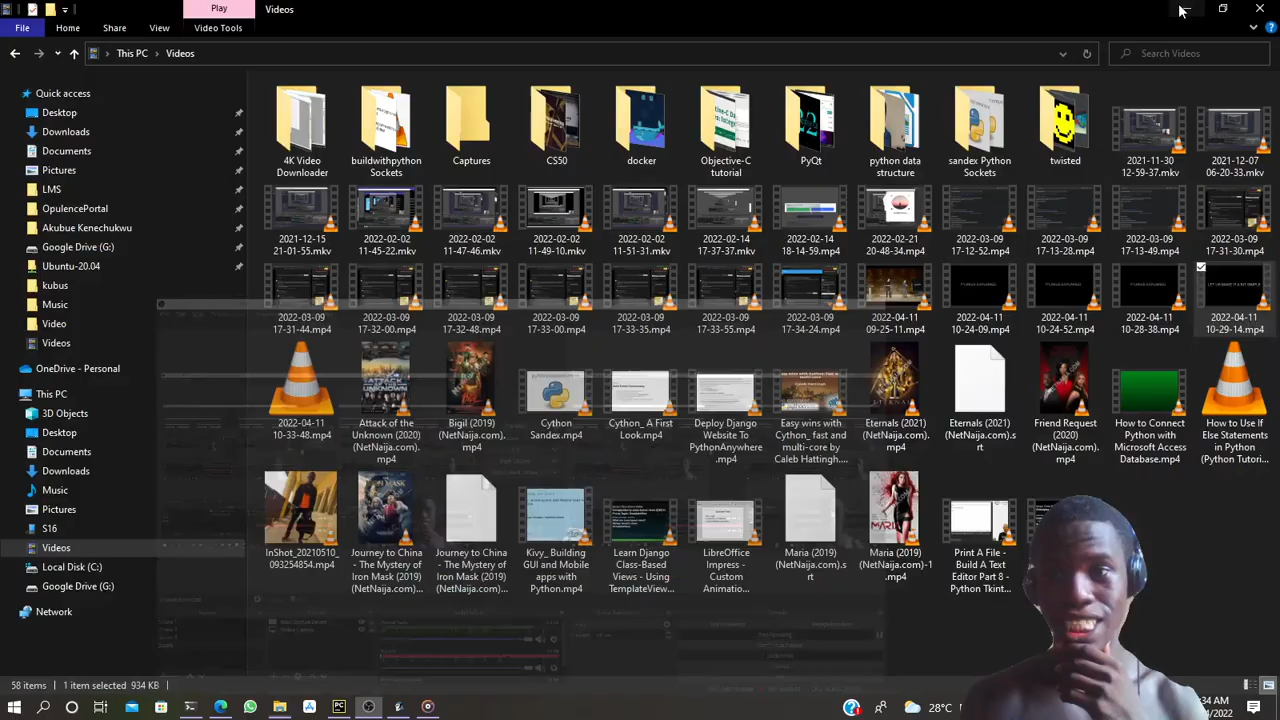 Play
Videos
File
Home
Share
View
Video Tools
This PC
Videos
Search Videos
Quick access
Desktop
Downloads
Documents
Pictures
LMS
OpulencePortal
Akubue Kenechukwu
Google Drive (G:)
Ubuntu-20.04
kubus
Music
Video
Videos
OneDrive - Personal
This PC
3D Objects
Desktop
Documents
Downloads
Music
Pictures
S16
Videos
Local Disk (C:)
Google Drive (G:)
Network
4K Video
Downloader
buildwithpython
Sockets
Captures
CS50
docker
Objective-C
tutorial
PyQt
python data
structure
sandex Python
Sockets
twisted
2021-11-30
12-59-37.mkv
2021-12-07
06-20-33.mkv
2021-12-15
21-01-55.mkv
2022-02-02
11-45-22.mkv
2022-02-02
11-47-46.mkv
2022-02-02
11-49-10.mkv
2022-02-02
11-51-31.mkv
2022-02-14
17-37-37.mkv
2022-02-14
18-14-59.mp4
2022-02-21
20-48-34.mp4
2022-03-09
17-12-52.mp4
2022-03-09
17-13-28.mp4
2022-03-09
17-13-49.mp4
2022-03-09
17-31-30.mp4
2022-03-09
17-31-44.mp4
2022-03-09
17-32-00.mp4
2022-03-09
17-32-48.mp4
2022-03-09
17-33-00.mp4
2022-03-09
17-33-35.mp4
2022-03-09
17-33-55.mp4
2022-03-09
17-34-24.mp4
2022-04-11
09-25-11.mp4
2022-04-11
10-24-09.mp4
2022-04-11
10-24-52.mp4
2022-04-11
10-28-38.mp4
2022-04-11
10-29-14.mp4
2022-04-11
10-33-48.mp4
Attack of the
Unknown (2020)
(NetNaija.com).
mp4
Bigil (2019)
(NetNaija.com).
mp4
Cython
Sandex.mp4
Cython_ A First
Look.mp4
Deploy Django
Website To
PythonAnywhere
.mp4
Easy wins with
Cython_ fast and
multi-core by
Caleb Hattingh....
Eternals (2021)
(NetNaija.com).
mp4
Eternals (2021)
(NetNaija.com).s
rt
Friend Request
(2020)
(NetNaija.com).
mp4
How to Connect
Python with
Microsoft Access
Database.mp4
How to Use If
Else Statements
in Python
(Python Tutori...
InShot_20210510_
093254854.mp4
Journey to China
- The Mystery of
Iron Mask (2019)
(NetNaija.com)...
Journey to China
- The Mystery of
Iron Mask (2019)
(NetNaija.com)...
Kivy_ Building
GUI and Mobile
apps with
Python.mp4
Learn Django
Class-Based
Views - Using
TemplateView...
LibreOffice
Impress -
Custom
Animatio...
Maria (2019)
(NetNaija.com).s
rt
Maria (2019)
(NetNaija.com)-1
.mp4
Print A File -
Build A Text
Editor Part 8 -
Python Tkint...
58 items
1 item selected 934 KB
28°C